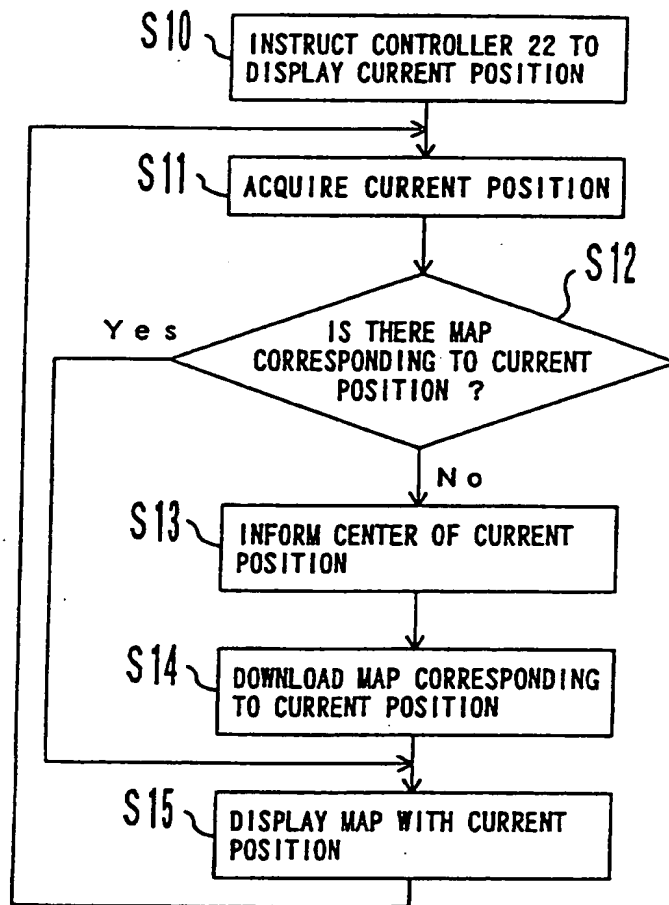 S10
INSTRUCT CONTROLLER 22 TO
DISPLAY CURRENT POSITION
S11
ACQUIRE CURRENT POSITION
S12
Yes
IS THERE MAP
CORRESPONDING TO CURRENT
POSITION ?
No
S13
INFORM CENTER OF CURRENT
POSITION
S14
DOWNLOAD MAP CORRESPONDING
TO CURRENT POSITION
S15
DISPLAY MAP WITH CURRENT
POSITION